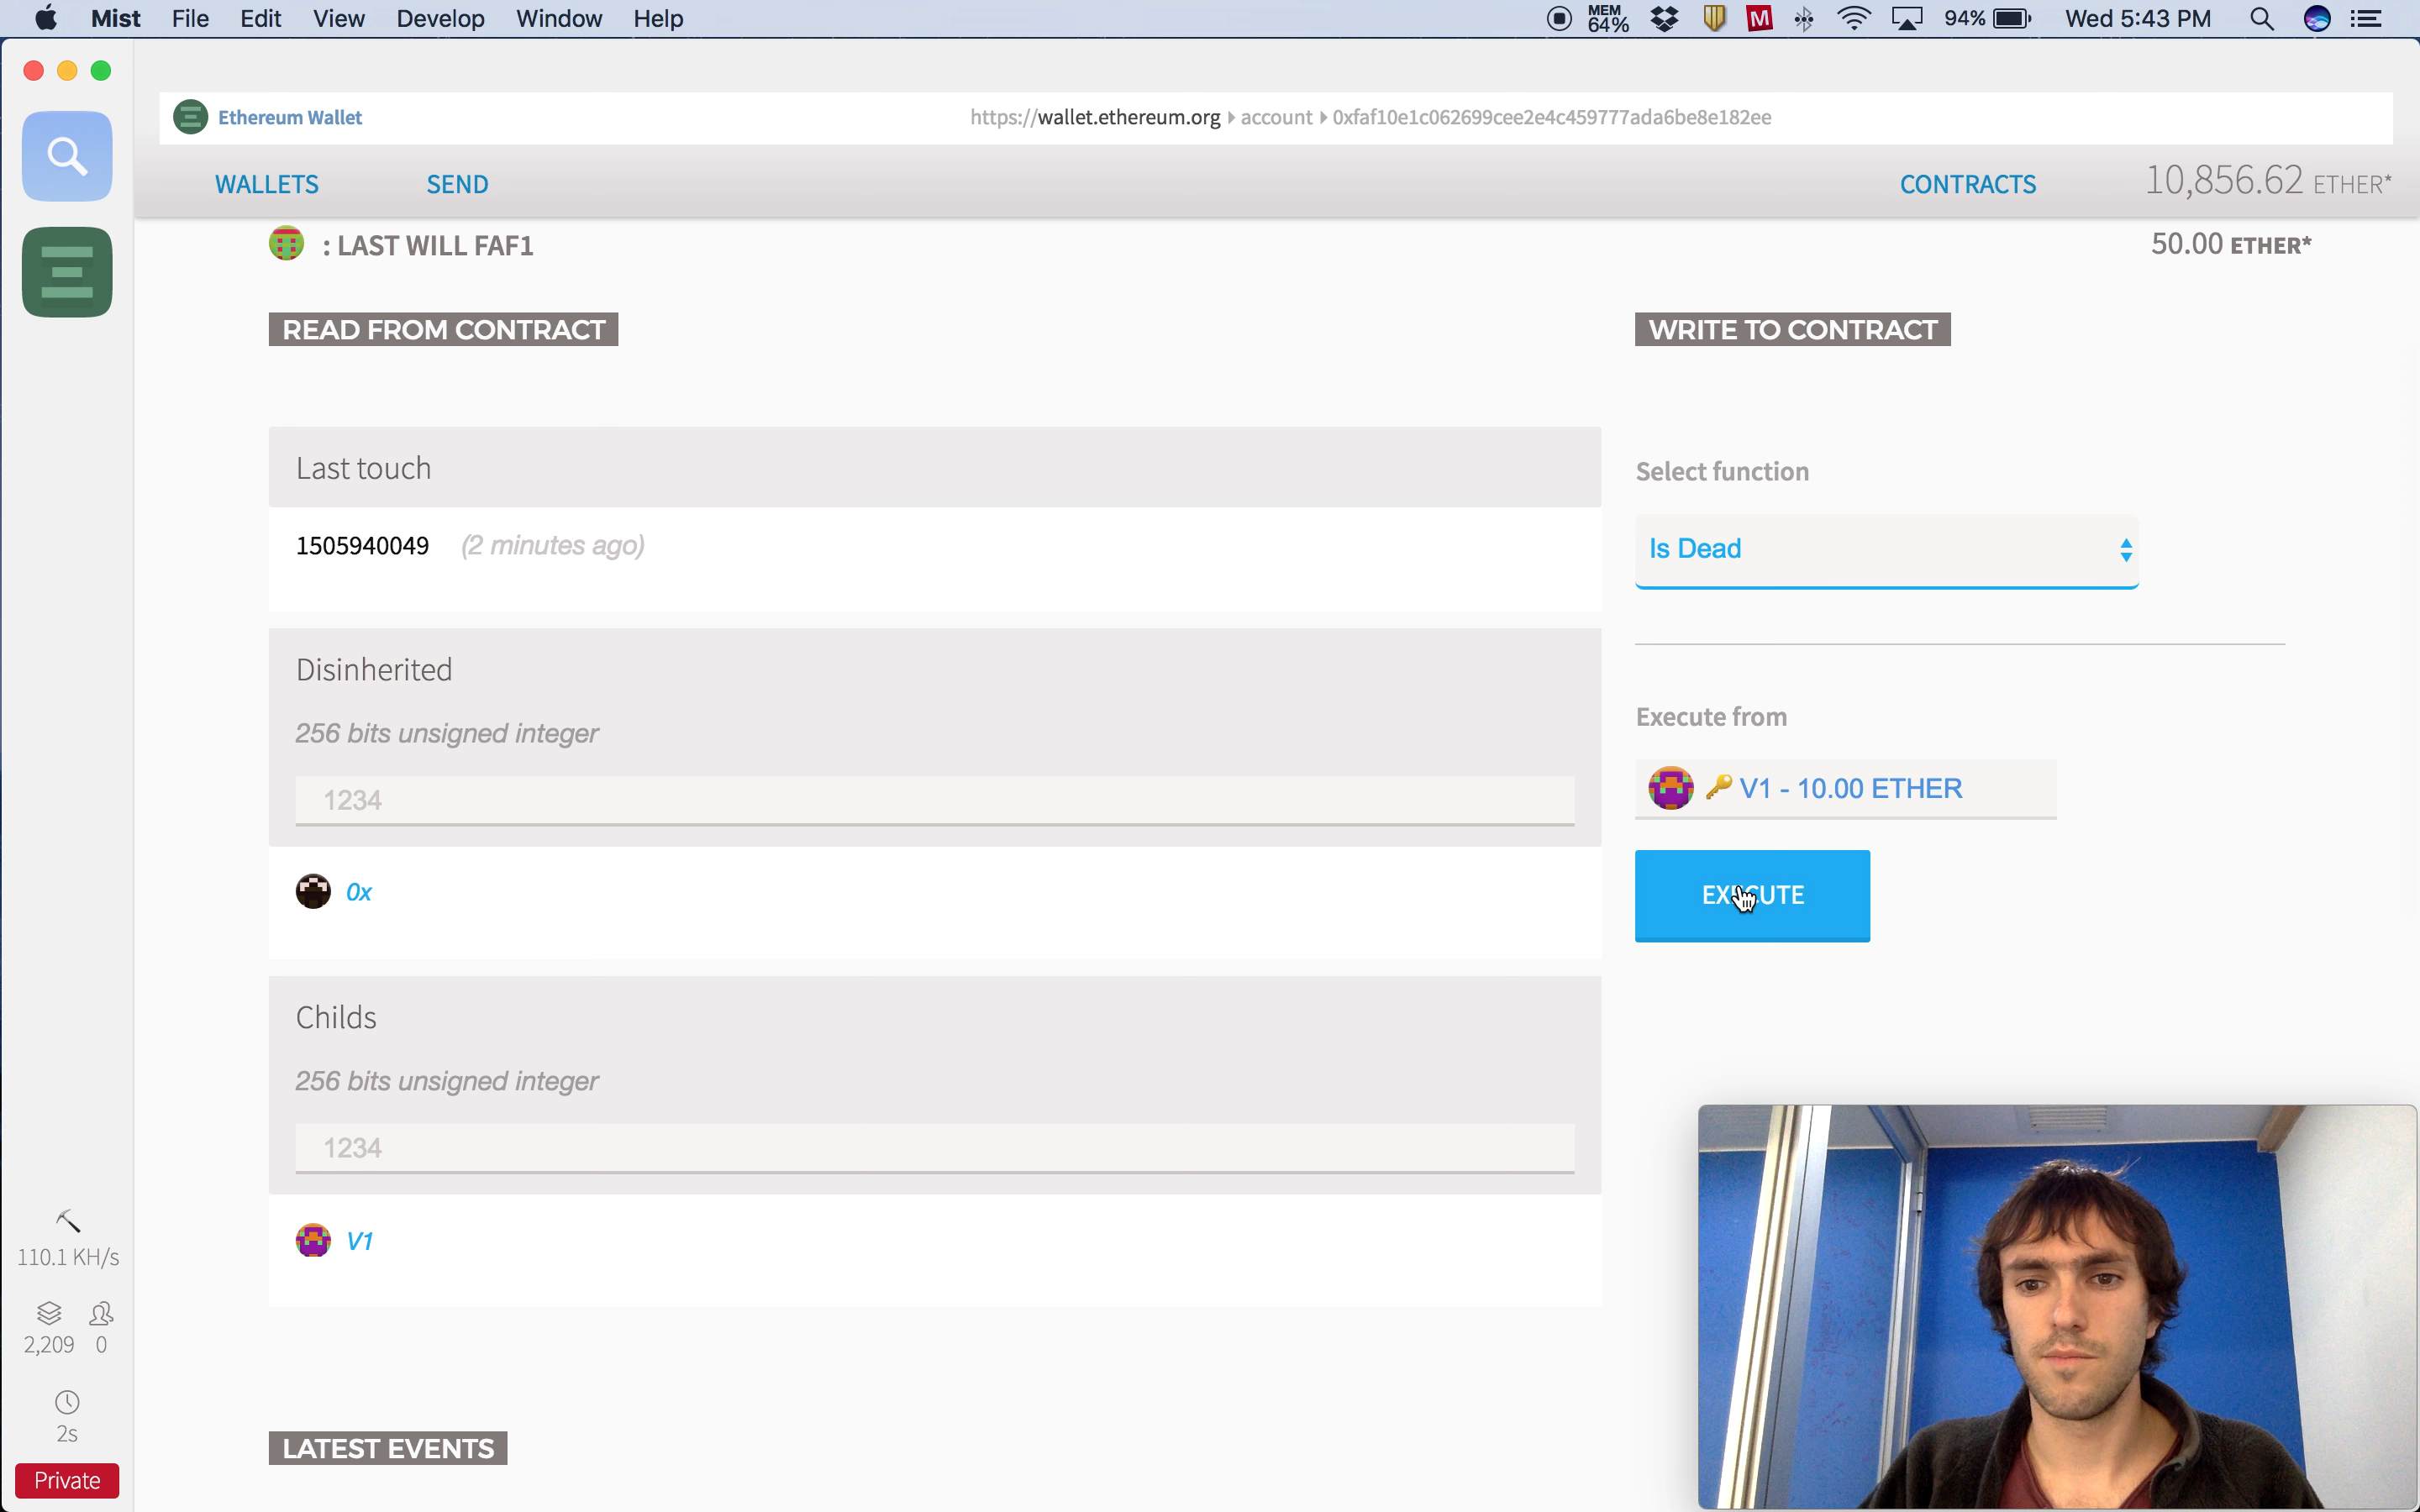 Mist File Edit View Develop Window Help MEM 64% M 94% Wed 5:43 PM
Ethereum Wallet https://wallet.ethereum.org account 0xfaf10e1c062699cee2e4c459777ada6be8e182ee
WALLETS SEND CONTRACTS 10,856.62 ETHER*
: LAST WILL FAF1 50.00 ETHER*
READ FROM CONTRACT
WRITE TO CONTRACT
Last touch
1505940049 (2 minutes ago)
Disinherited
256 bits unsigned integer
1234
0x
Childs
256 bits unsigned integer
1234
V1
LATEST EVENTS
Select function
Is Dead
Execute from
V1 - 10.00 ETHER
EXECUTE
110.1 KH/s
2,209 0
2s
Private